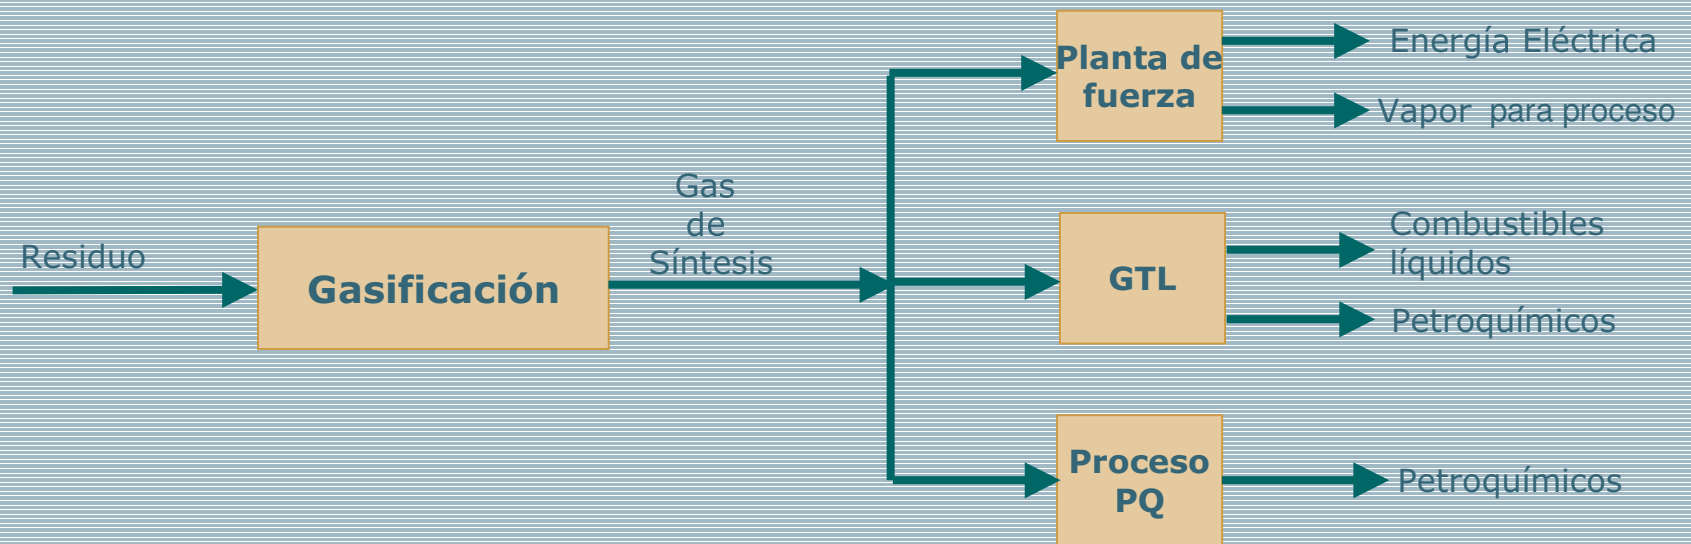 Residuo
Gasificación
Gas
de
Síntesis
Planta de
fuerza
Energía Eléctrica
Vapor para proceso
GTL
Combustibles
líquidos
Petroquímicos
Proceso
PQ
Petroquímicos